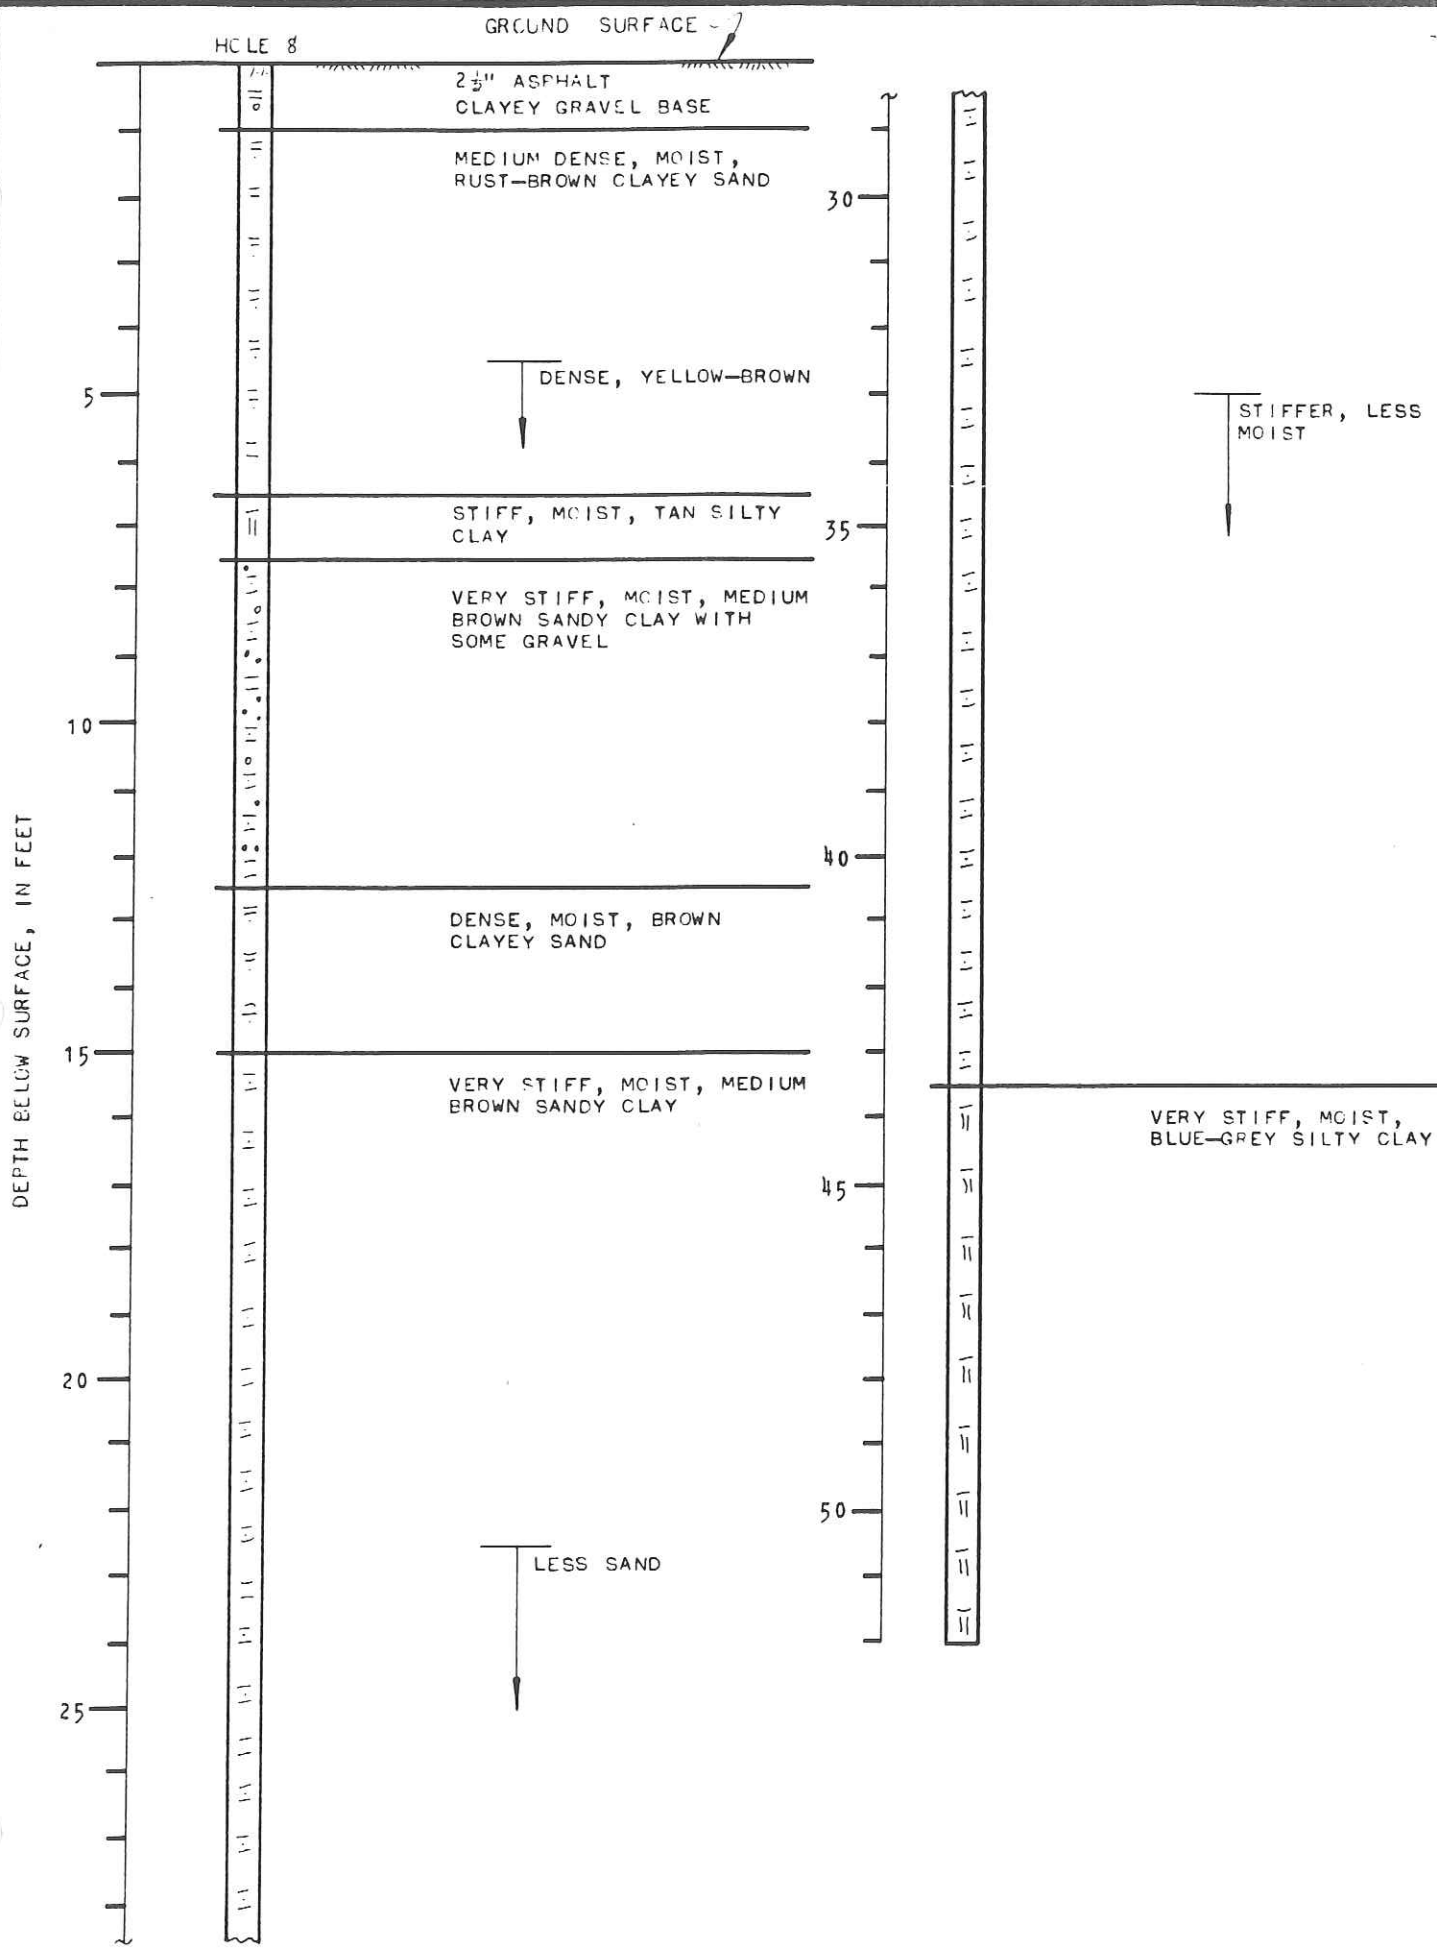 GROUND SURFACE
HOLE 8
2½" ASPHALT
CLAYEY GRAVEL BASE
MEDIUM DENSE, MOIST,
RUST-BROWN CLAYEY SAND
DENSE, YELLOW-BROWN
5
STIFF, MOIST, TAN SILTY
CLAY
VERY STIFF, MOIST, MEDIUM
BROWN SANDY CLAY WITH
SOME GRAVEL
10
DENSE, MOIST, BROWN
CLAYEY SAND
15
VERY STIFF, MOIST, MEDIUM
BROWN SANDY CLAY
20
LESS SAND
25
DEPTH BELOW SURFACE, IN FEET
30
STIFFER, LESS
MOIST
35
40
VERY STIFF, MOIST,
BLUE-GREY SILTY CLAY
45
50